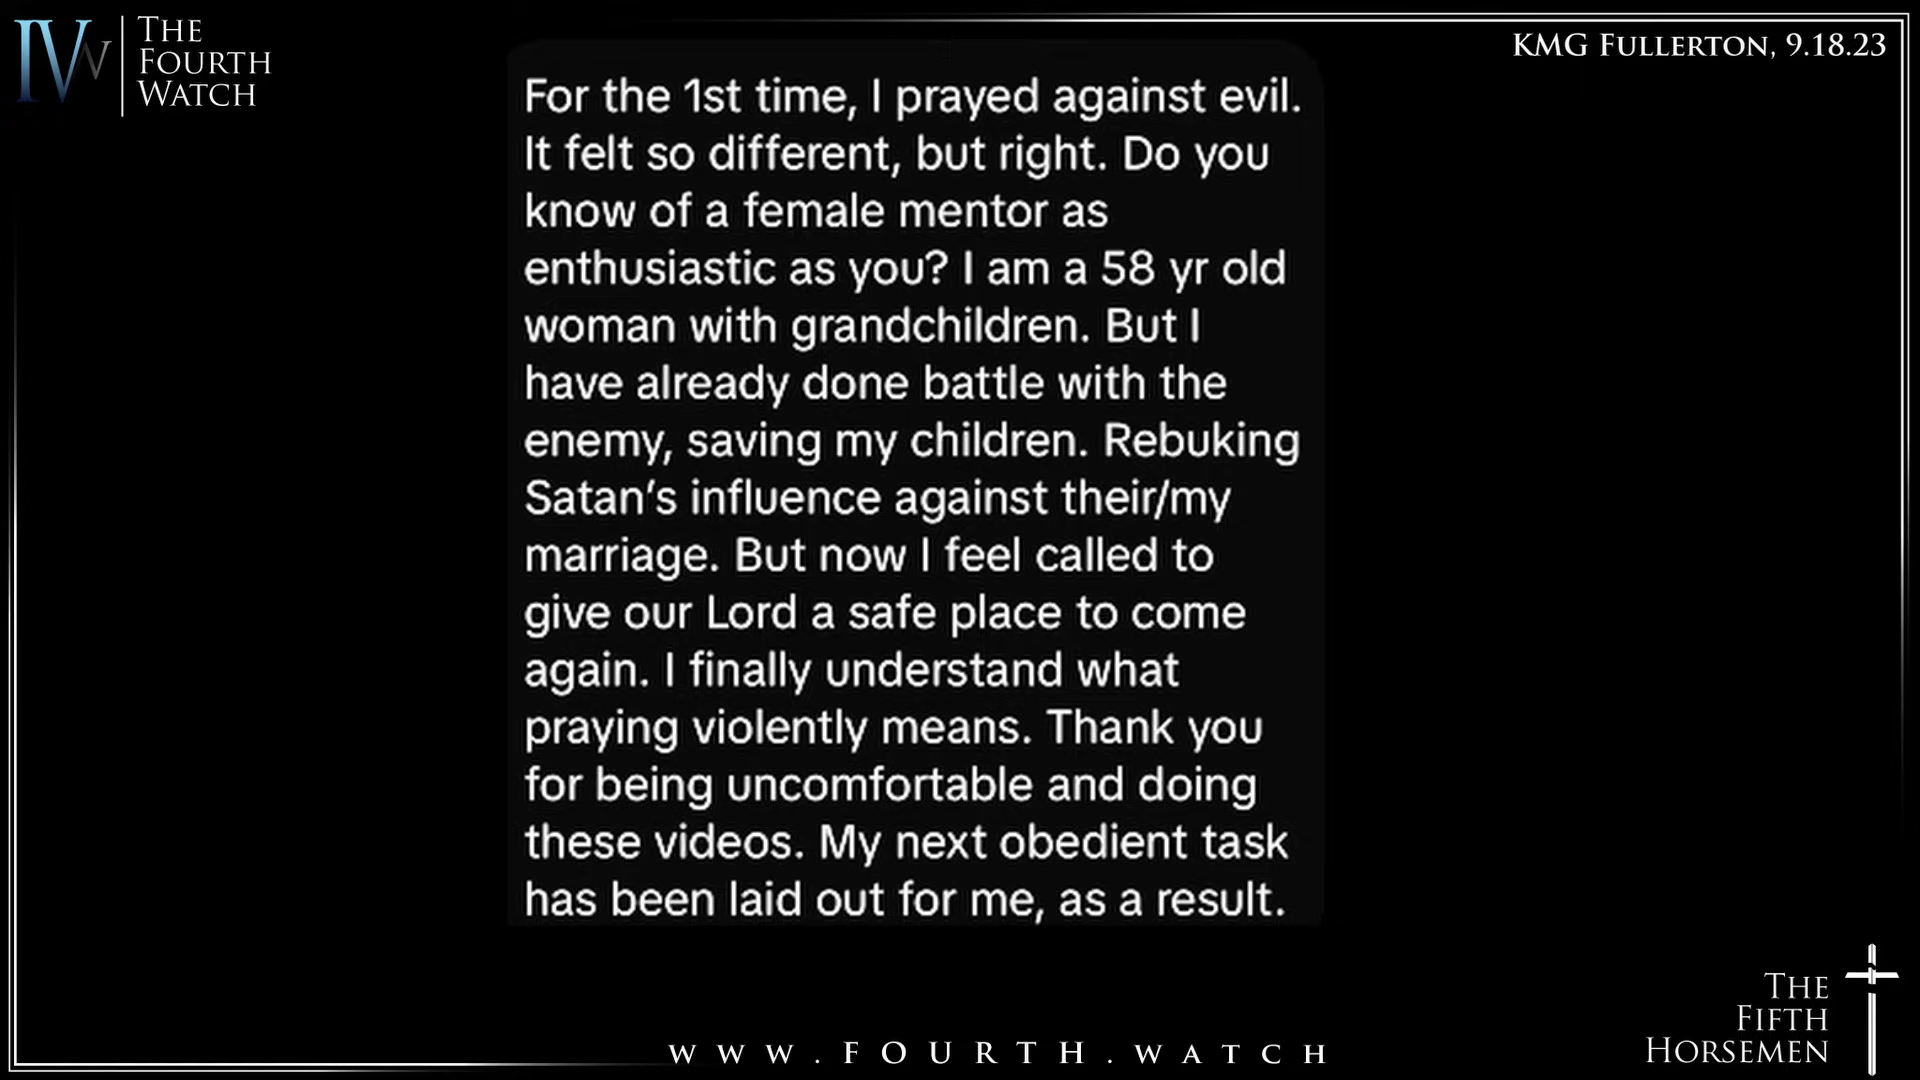 IVW
THE
FOURTH
WATCH
KMG FULLERTON, 9.18.23
For the 1st time, I prayed against evil.
It felt so different, but right. Do you
know of a female mentor as
enthusiastic as you? I am a 58 yr old
woman with grandchildren. But I
have already done battle with the
enemy, saving my children. Rebuking
Satan's influence against their/my
marriage. But now I feel called to
give our Lord a safe place to come
again. I finally understand what
praying violently means. Thank you
for being uncomfortable and doing
these videos. My next obedient task
has been laid out for me, as a result.
THE
FIFTH
HORSEMEN
WWW.FOURTH.WATCH